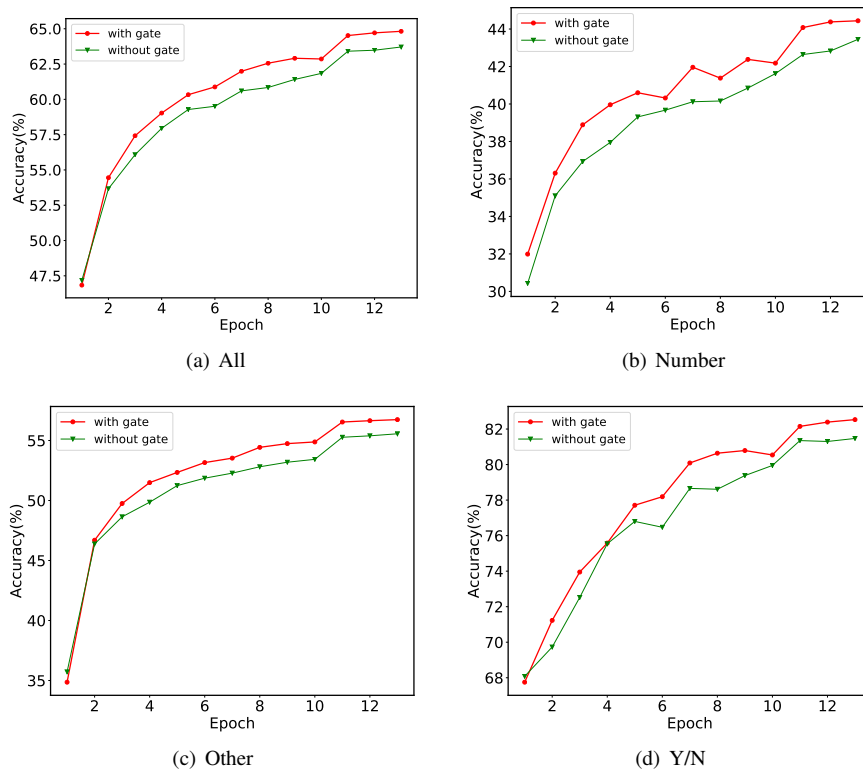 with gate
without gate
65.0
62.5
60.0
57.5
55.0
52.5
50.0
47.5
Accuracy(%)
2 4 6 8 10 12
Epoch
(a) All
with gate
without gate
44
42
40
38
36
34
32
30
Accuracy(%)
2 4 6 8 10 12
Epoch
(b) Number
with gate
without gate
55
50
45
40
35
Accuracy(%)
2 4 6 8 10 12
Epoch
(c) Other
with gate
without gate
82
80
78
76
74
72
70
68
Accuracy(%)
2 4 6 8 10 12
Epoch
(d) Y/N